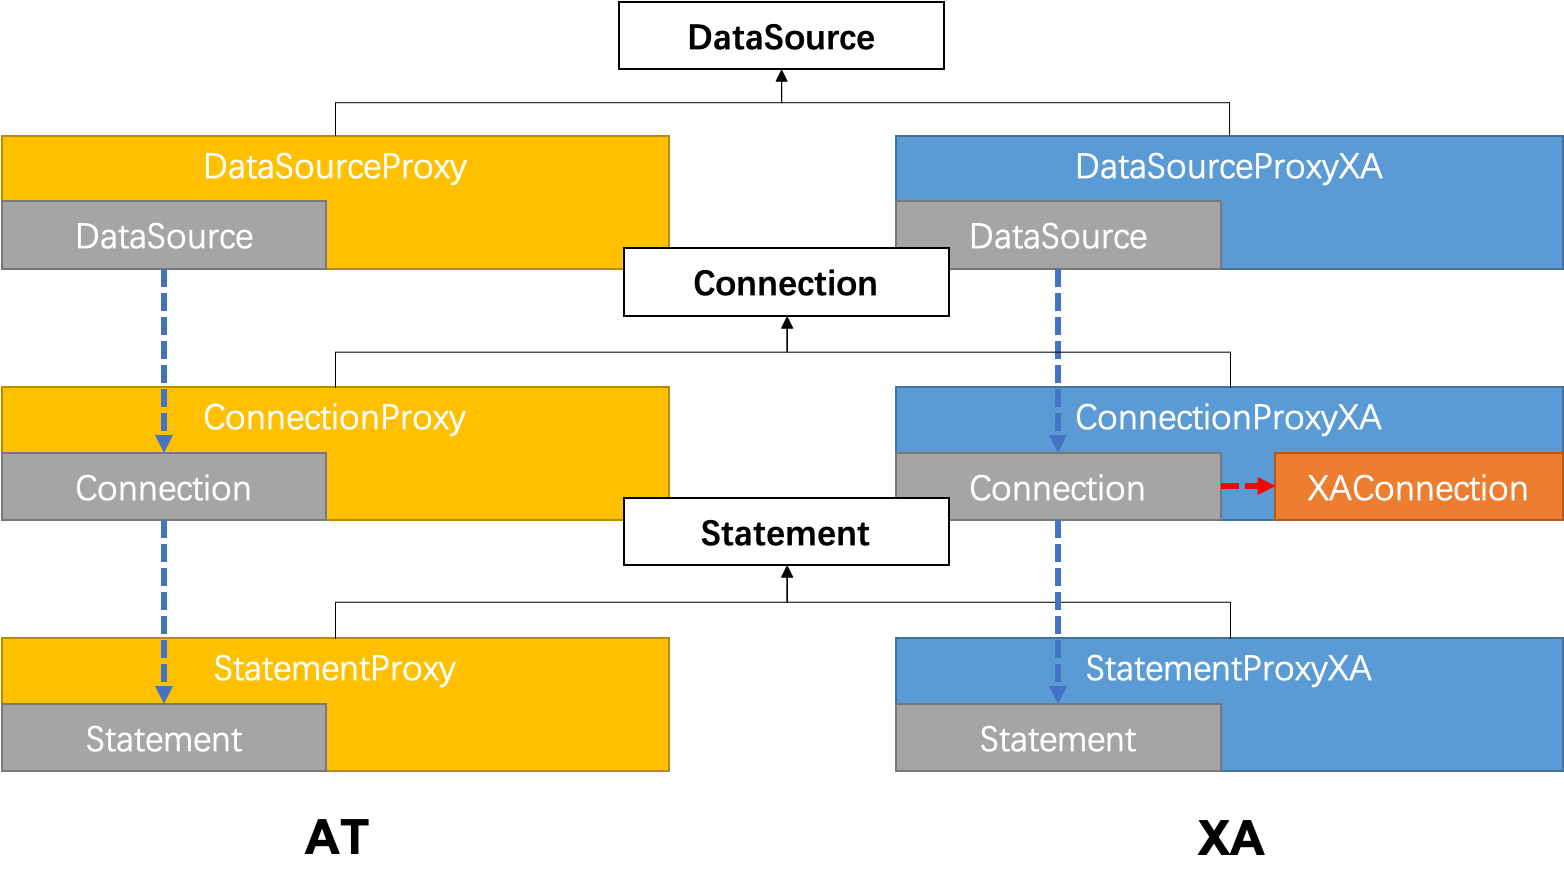 DataSource
DataSourceProxy
DataSourceProxyXA
DataSource
DataSource
Connection
ConnectionProxy
ConnectionProxyXA
Connection
Connection
XAConnection
Statement
StatementProxy
StatementProxyXA
Statement
Statement
AT
XA